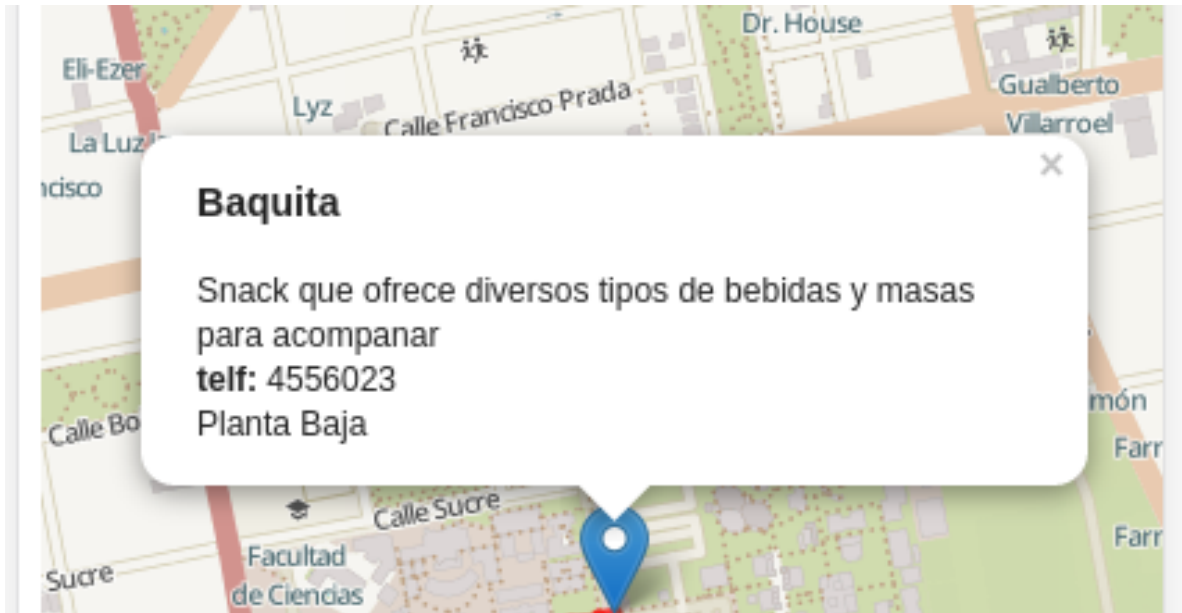 Dr. House
Eli-Ezer
Gualberto
Villarroel
Lyz
Calle Francisco Prada
La Luz
ncisco
×
Baquita
Snack que ofrece diversos tipos de bebidas y masas
para acompanar
telf: 4556023
Planta Baja
món
Calle Bo
Farr
Calle Sucre
Farr
Facultad
de Ciencias
Sucre